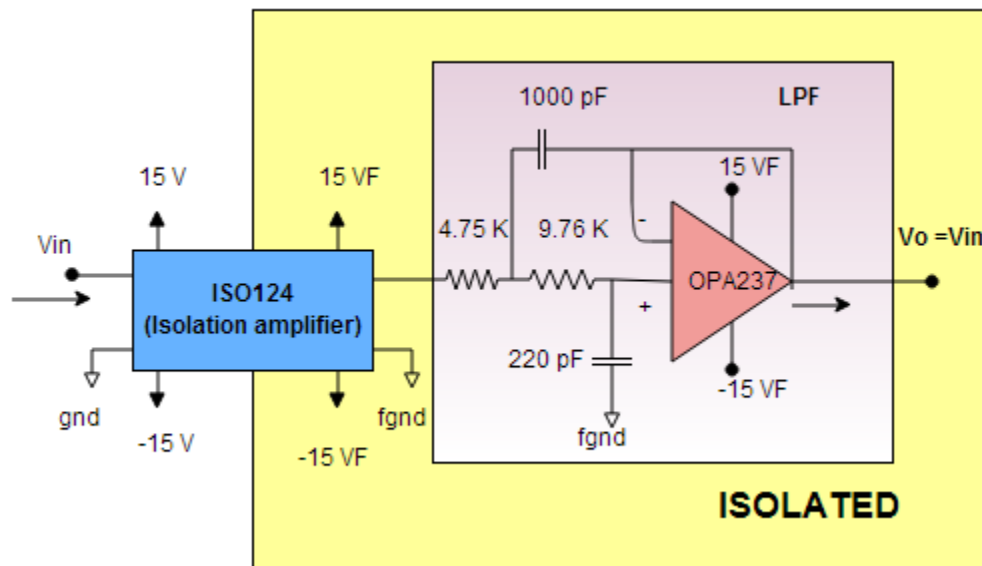 1000 pF
LPF
15 V
15 VF
15 VF
4.75 K
9.76 K
Vin
-
Vo =Vin
ISO124
(Isolation amplifier)
OPA237
+
220 pF
-15 VF
gnd
fgnd
fgnd
-15 V
-15 VF
ISOLATED